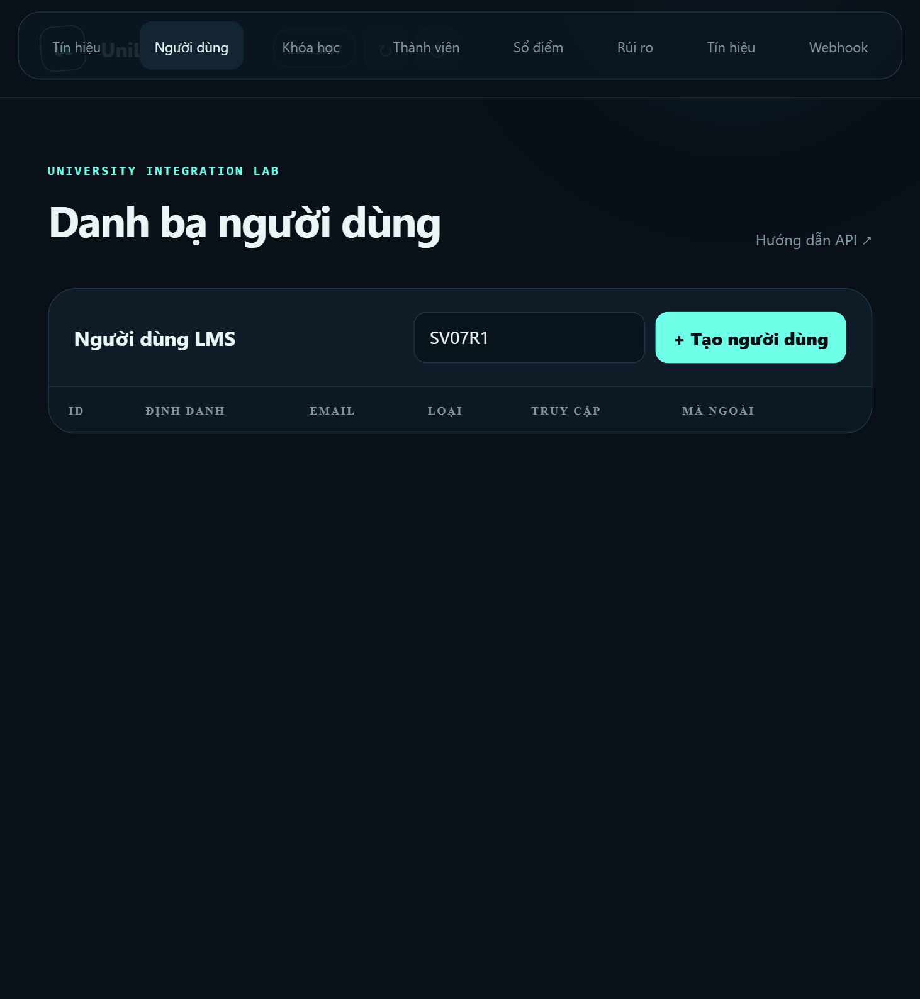 Tín hiệu Người dùng Khóa học Thành viên Sổ điểm Rủi ro Tín hiệu Webhook
UNIVERSITY INTEGRATION LAB
Danh bạ người dùng
Hướng dẫn API ↗
Người dùng LMS SV07R1 + Tạo người dùng
ID ĐỊNH DANH EMAIL LOẠI TRUY CẬP MÃ NGOÀI